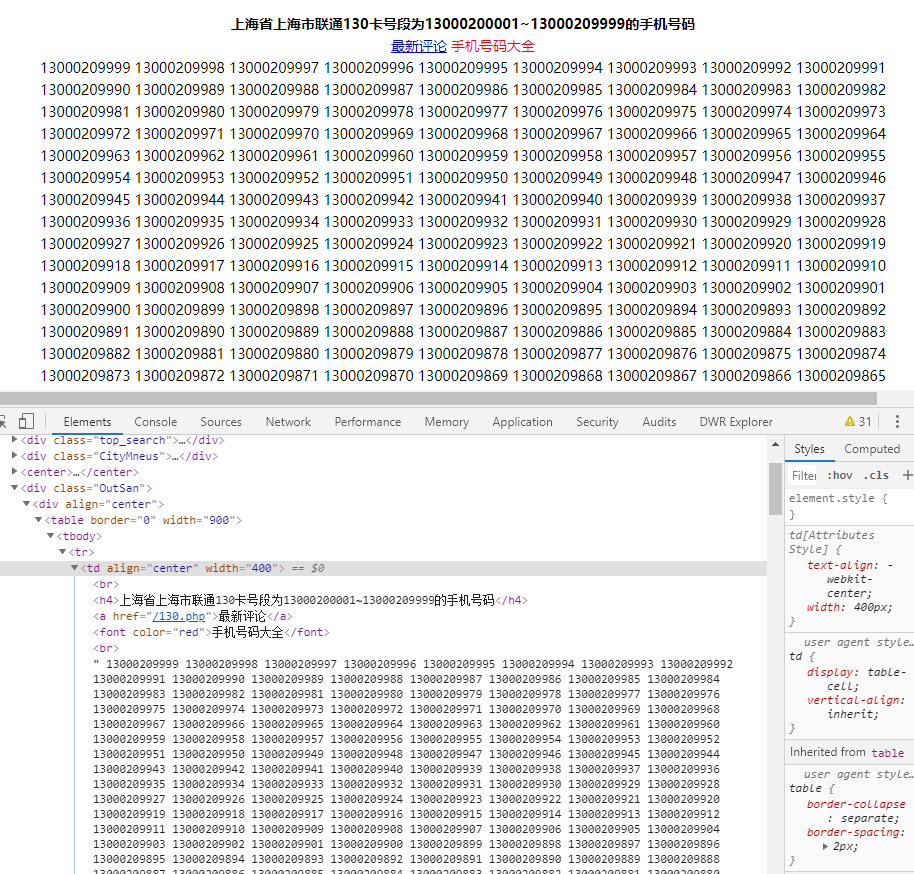 上海省上海市联通130卡号段为13000200001~13000209999的手机号码
最新评论 手机号码大全
13000209999 13000209998 13000209997 13000209996 13000209995 13000209994 13000209993 13000209992 13000209991
13000209990 13000209989 13000209988 13000209987 13000209986 13000209985 13000209984 13000209983 13000209982
13000209981 13000209980 13000209979 13000209978 13000209977 13000209976 13000209975 13000209974 13000209973
13000209972 13000209971 13000209970 13000209969 13000209968 13000209967 13000209966 13000209965 13000209964
13000209963 13000209962 13000209961 13000209960 13000209959 13000209958 13000209957 13000209956 13000209955
13000209954 13000209953 13000209952 13000209951 13000209950 13000209949 13000209948 13000209947 13000209946
13000209945 13000209944 13000209943 13000209942 13000209941 13000209940 13000209939 13000209938 13000209937
13000209936 13000209935 13000209934 13000209933 13000209932 13000209931 13000209930 13000209929 13000209928
13000209927 13000209926 13000209925 13000209924 13000209923 13000209922 13000209921 13000209920 13000209919
13000209918 13000209917 13000209916 13000209915 13000209914 13000209913 13000209912 13000209911 13000209910
13000209909 13000209908 13000209907 13000209906 13000209905 13000209904 13000209903 13000209902 13000209901
13000209900 13000209899 13000209898 13000209897 13000209896 13000209895 13000209894 13000209893 13000209892
13000209891 13000209890 13000209889 13000209888 13000209887 13000209886 13000209885 13000209884 13000209883
13000209882 13000209881 13000209880 13000209879 13000209878 13000209877 13000209876 13000209875 13000209874
13000209873 13000209872 13000209871 13000209870 13000209869 13000209868 13000209867 13000209866 13000209865
Elements Console Sources Network Performance Memory Application Security Audits DWR Explorer 31
<div class="top_search">…</div>
<div class="CityMneus">…</div>
<center>…</center>
<div class="OutSan">
<div align="center">
<table border="0" width="900">
<tbody>
<tr>
<td align="center" width="400"> == $0
<br>
<h4>上海省上海市联通130卡号段为13000200001~13000209999的手机号码</h4>
<a href="/130.php">最新评论</a>
<font color="red">手机号码大全</font>
<br>
" 13000209999 13000209998 13000209997 13000209996 13000209995 13000209994 13000209993 13000209992
13000209991 13000209990 13000209989 13000209988 13000209987 13000209986 13000209985 13000209984
13000209983 13000209982 13000209981 13000209980 13000209979 13000209978 13000209977 13000209976
13000209975 13000209974 13000209973 13000209972 13000209971 13000209970 13000209969 13000209968
13000209967 13000209966 13000209965 13000209964 13000209963 13000209962 13000209961 13000209960
13000209959 13000209958 13000209957 13000209956 13000209955 13000209954 13000209953 13000209952
13000209951 13000209950 13000209949 13000209948 13000209947 13000209946 13000209945 13000209944
13000209943 13000209942 13000209941 13000209940 13000209939 13000209938 13000209937 13000209936
13000209935 13000209934 13000209933 13000209932 13000209931 13000209930 13000209929 13000209928
13000209927 13000209926 13000209925 13000209924 13000209923 13000209922 13000209921 13000209920
13000209919 13000209918 13000209917 13000209916 13000209915 13000209914 13000209913 13000209912
13000209911 13000209910 13000209909 13000209908 13000209907 13000209906 13000209905 13000209904
13000209903 13000209902 13000209901 13000209900 13000209899 13000209898 13000209897 13000209896
13000209895 13000209894 13000209893 13000209892 13000209891 13000209890 13000209889 13000209888
13000209887 13000209886 13000209885 13000209884 13000209883 13000209882 13000209881 13000209880
Styles Computed
Filter :hov .cls +
element.style {
}
td[Attributes
Style] {
text-align: -
webkit-
center;
width: 400px;
}
user agent style…
td {
display: table-
cell;
vertical-align:
inherit;
}
Inherited from table
user agent style…
table {
border-collapse
: separate;
border-spacing:
2px;
}